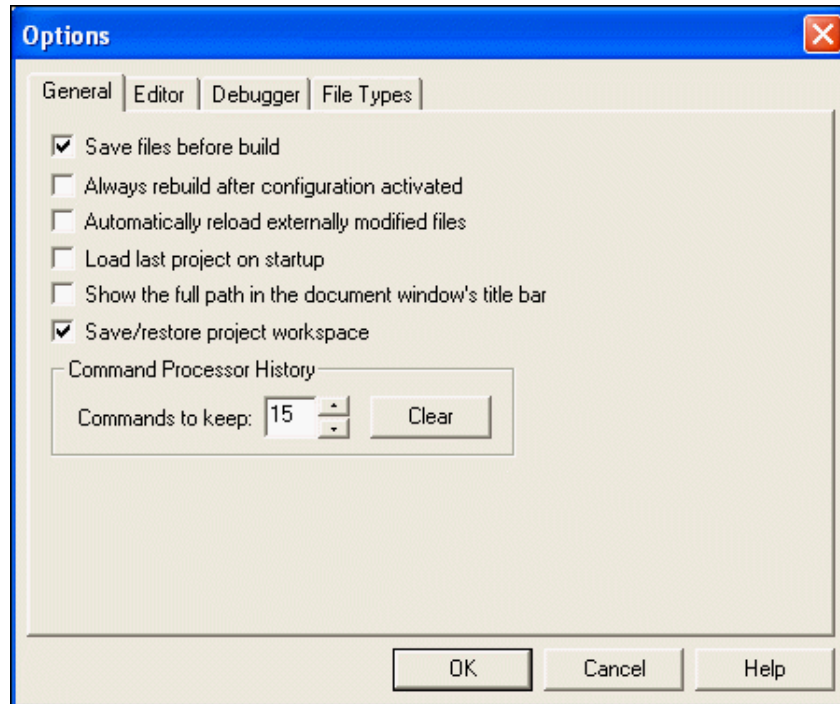 Options
General Editor Debugger File Types
Save files before build
Always rebuild after configuration activated
Automatically reload externally modified files
Load last project on startup
Show the full path in the document window's title bar
Save/restore project workspace
Command Processor History
Commands to keep: 15 Clear
OK Cancel Help